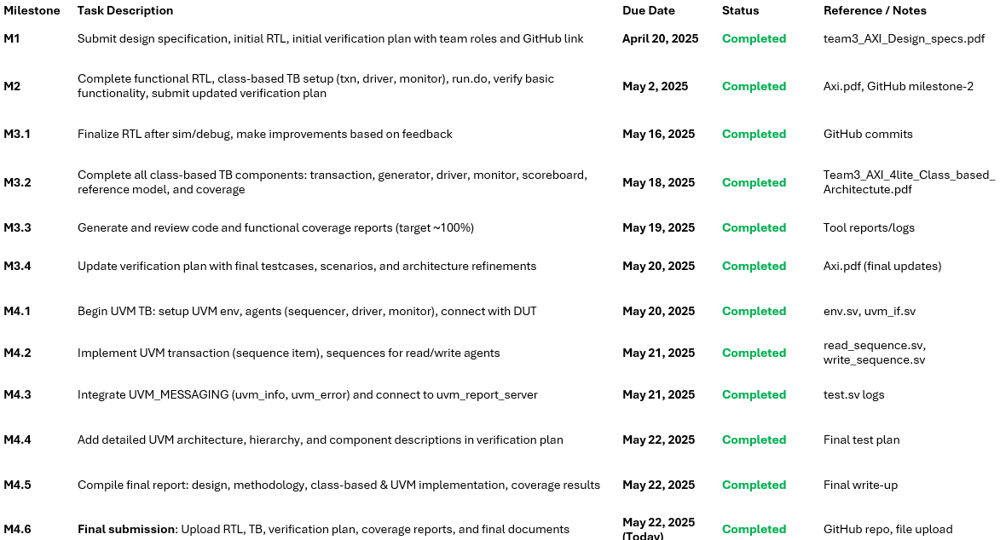 Milestone Task Description Due Date Status Reference / Notes
M1 Submit design specification, initial RTL, initial verification plan with team roles and GitHub link April 20, 2025 Completed team3_AXI_Design_specs.pdf
M2 Complete functional RTL, class-based TB setup (txn, driver, monitor), run.do, verify basic
functionality, submit updated verification plan May 2, 2025 Completed Axi.pdf, GitHub milestone-2
M3.1 Finalize RTL after sim/debug, make improvements based on feedback May 16, 2025 Completed GitHub commits
M3.2 Complete all class-based TB components: transaction, generator, driver, monitor, scoreboard,
reference model, and coverage May 18, 2025 Completed Team3_AXI_4lite_Class_based_
Architectute.pdf
M3.3 Generate and review code and functional coverage reports (target ~100%) May 19, 2025 Completed Tool reports/logs
M3.4 Update verification plan with final testcases, scenarios, and architecture refinements May 20, 2025 Completed Axi.pdf (final updates)
M4.1 Begin UVM TB: setup UVM env, agents (sequencer, driver, monitor), connect with DUT May 20, 2025 Completed env.sv, uvm_if.sv
M4.2 Implement UVM transaction (sequence item), sequences for read/write agents May 21, 2025 Completed read_sequence.sv,
write_sequence.sv
M4.3 Integrate UVM_MESSAGING (uvm_info, uvm_error) and connect to uvm_report_server May 21, 2025 Completed test.sv logs
M4.4 Add detailed UVM architecture, hierarchy, and component descriptions in verification plan May 22, 2025 Completed Final test plan
M4.5 Compile final report: design, methodology, class-based & UVM implementation, coverage results May 22, 2025 Completed Final write-up
M4.6 Final submission: Upload RTL, TB, verification plan, coverage reports, and final documents May 22, 2025
(Today) Completed GitHub repo, file upload